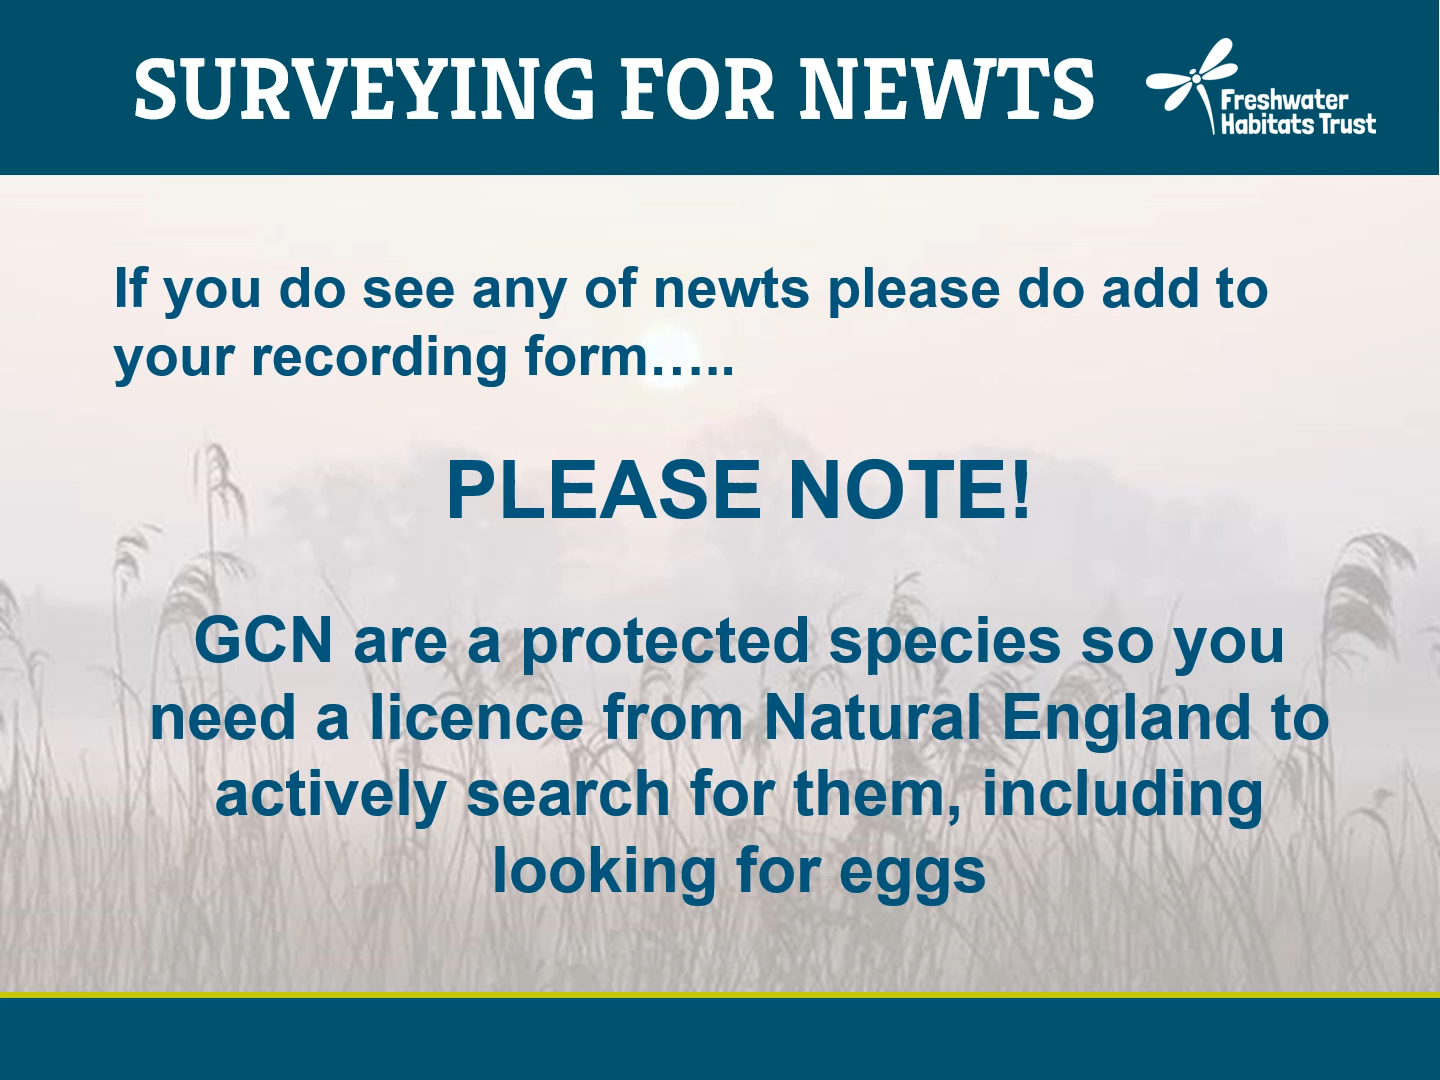 SURVEYING FOR NEWTS
Freshwater
Habitats Trust
If you do see any of newts please do add to
your recording form…..
PLEASE NOTE!
GCN are a protected species so you
need a licence from Natural England to
actively search for them, including
looking for eggs